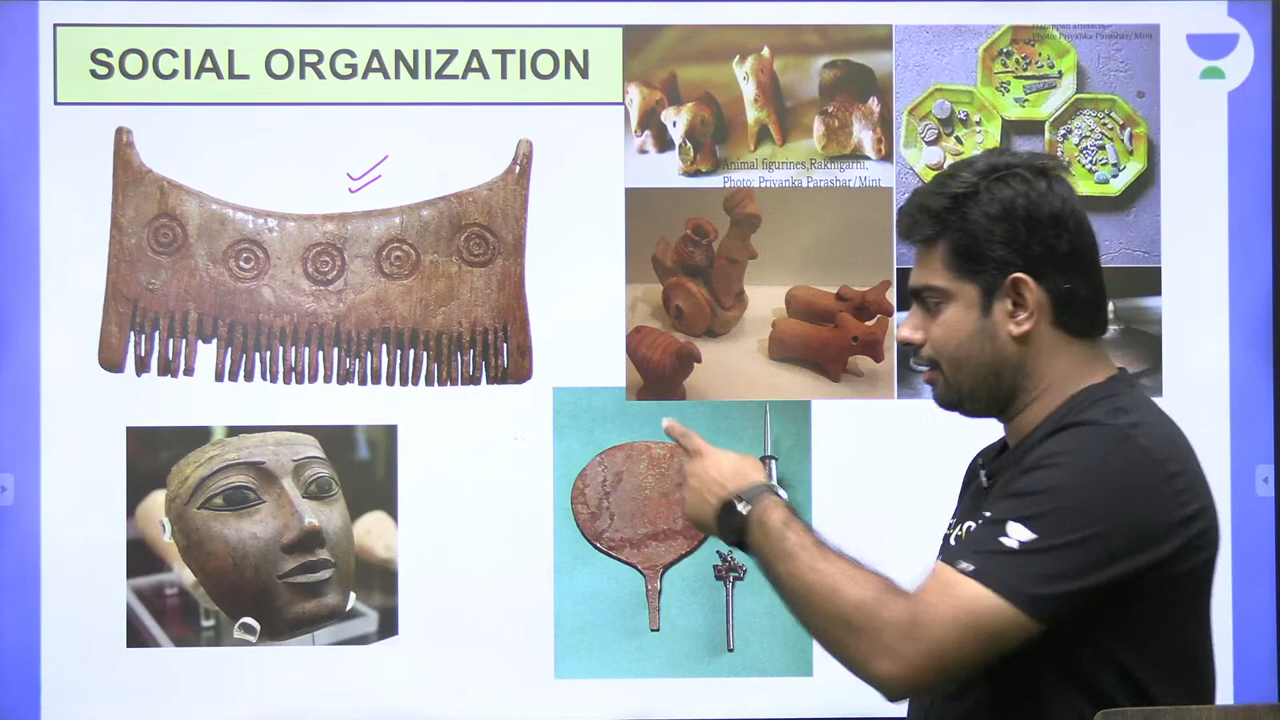 SOCIAL ORGANIZATION
Harappan artefacts,
Photo: Priyanka Parashar/Mint
Animal figurines,Rakhigarhi,
Photo: Priyanka Parashar/Mint